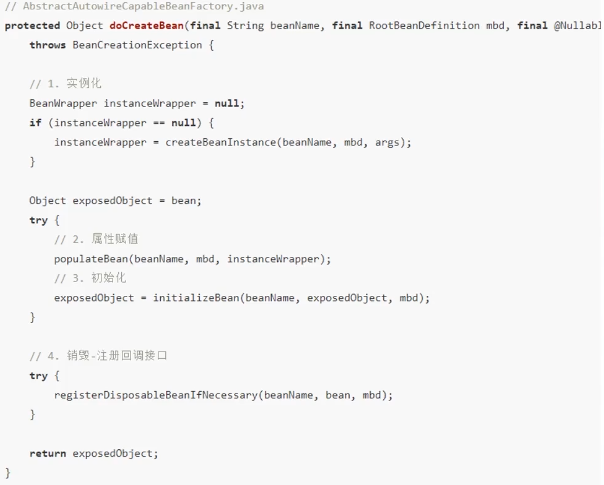 // AbstractAutowireCapableBeanFactory.java
protected Object doCreateBean(final String beanName, final RootBeanDefinition mbd, final @Nullabl
    throws BeanCreationException {

    // 1. 实例化
    BeanWrapper instanceWrapper = null;
    if (instanceWrapper == null) {
        instanceWrapper = createBeanInstance(beanName, mbd, args);
    }

    Object exposedObject = bean;
    try {
        // 2. 属性赋值
        populateBean(beanName, mbd, instanceWrapper);
        // 3. 初始化
        exposedObject = initializeBean(beanName, exposedObject, mbd);
    }

    // 4. 销毁-注册回调接口
    try {
        registerDisposableBeanIfNecessary(beanName, bean, mbd);
    }

    return exposedObject;
}